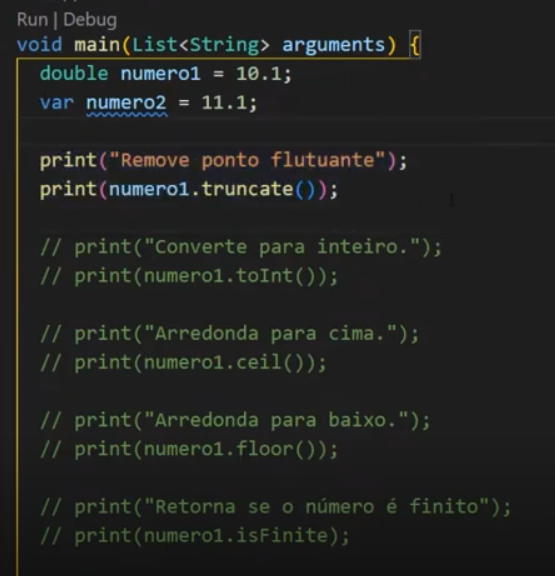 Run | Debug
void main(List<String> arguments) {
double numero1 = 10.1;
var numero2 = 11.1;
print("Remove ponto flutuante");
print(numero1.truncate());
// print("Converte para inteiro.");
// print(numero1.toInt());
// print("Arredonda para cima.");
// print(numero1.ceil());
// print("Arredonda para baixo.");
// print(numero1.floor());
// print("Retorna se o número é finito");
// print(numero1.isFinite);